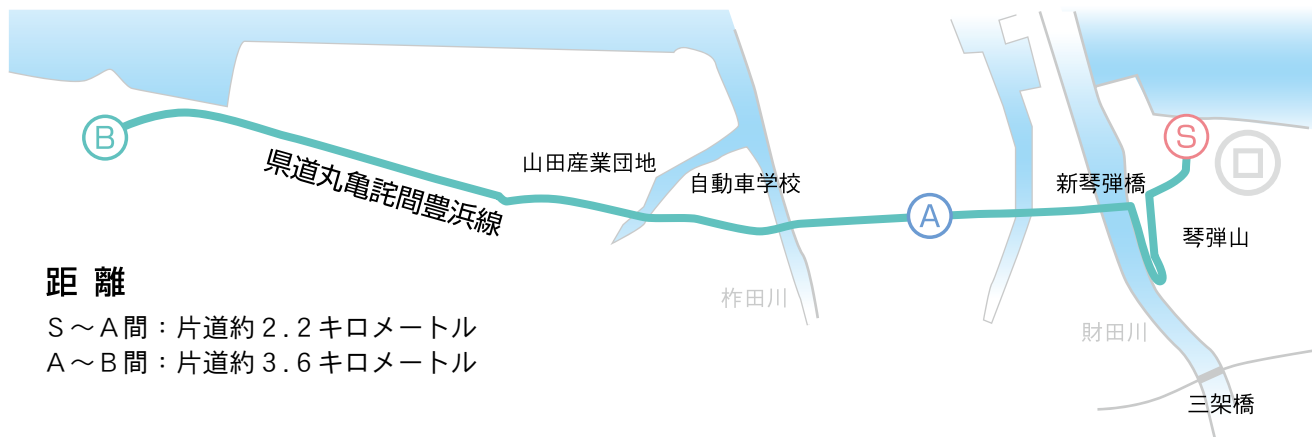 B
S
県道丸亀詫間豊浜線
山田産業団地
自動車学校
新琴弾橋
A
琴弾山
柞田川
財田川
三架橋
距離
S～A間：片道約2.2キロメートル
A～B間：片道約3.6キロメートル